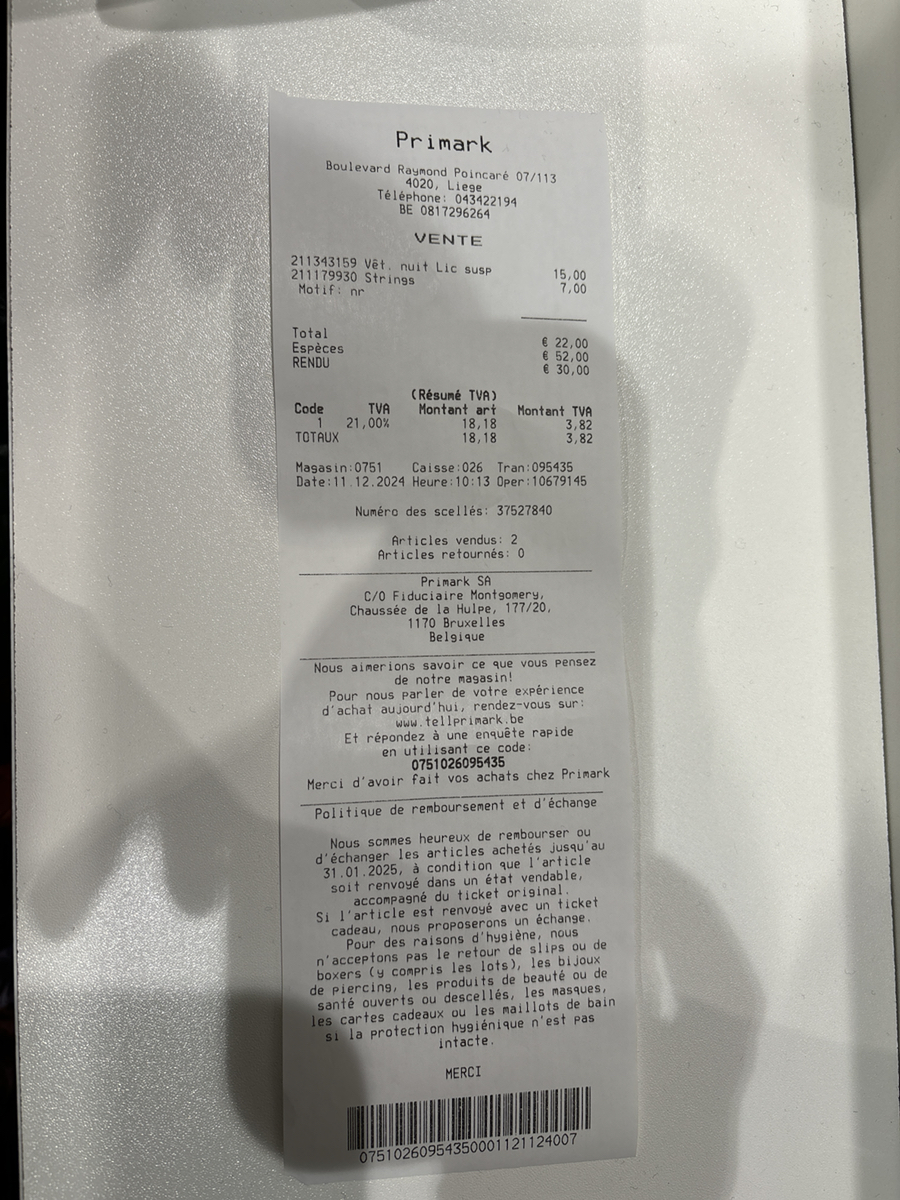 Primark
Boulevard Raymond Poincaré 07/113
4020, Liege
Téléphone: 043422194
BE 0817296264
VENTE
211343159 Vêt. nuit Lic susp 15,00
211179930 Strings 7,00
Motif: nr
Total € 22,00
Espèces € 52,00
RENDU € 30,00
(Résumé TVA)
Code TVA Montant art Montant TVA
1 21,00% 18,18 3,82
TOTAUX 18,18 3,82
Magasin:0751 Caisse:026 Tran:095435
Date:11.12.2024 Heure:10:13 Oper:10679145
Numéro des scellés: 37527840
Articles vendus: 2
Articles retournés: 0
Primark SA
C/O Fiduciaire Montgomery,
Chaussée de la Hulpe, 177/20,
1170 Bruxelles
Belgique
Nous aimerions savoir ce que vous pensez
de notre magasin!
Pour nous parler de votre expérience
d'achat aujourd'hui, rendez-vous sur:
www.tellprimark.be
Et répondez à une enquête rapide
en utilisant ce code:
0751026095435
Merci d'avoir fait vos achats chez Primark
Politique de remboursement et d'échange
Nous sommes heureux de rembourser ou
d'échanger les articles achetés jusqu'au
31.01.2025, à condition que l'article
soit renvoyé dans un état vendable,
accompagné du ticket original.
Si l'article est renvoyé avec un ticket
cadeau, nous proposerons un échange.
Pour des raisons d'hygiène, nous
n'acceptons pas le retour de slips ou de
boxers (y compris les lots), les bijoux
de piercing, les produits de beauté ou de
santé ouverts ou descellés, les masques,
les cartes cadeaux ou les maillots de bain
si la protection hygiénique n'est pas
intacte.
MERCI
07510260954350001121124007